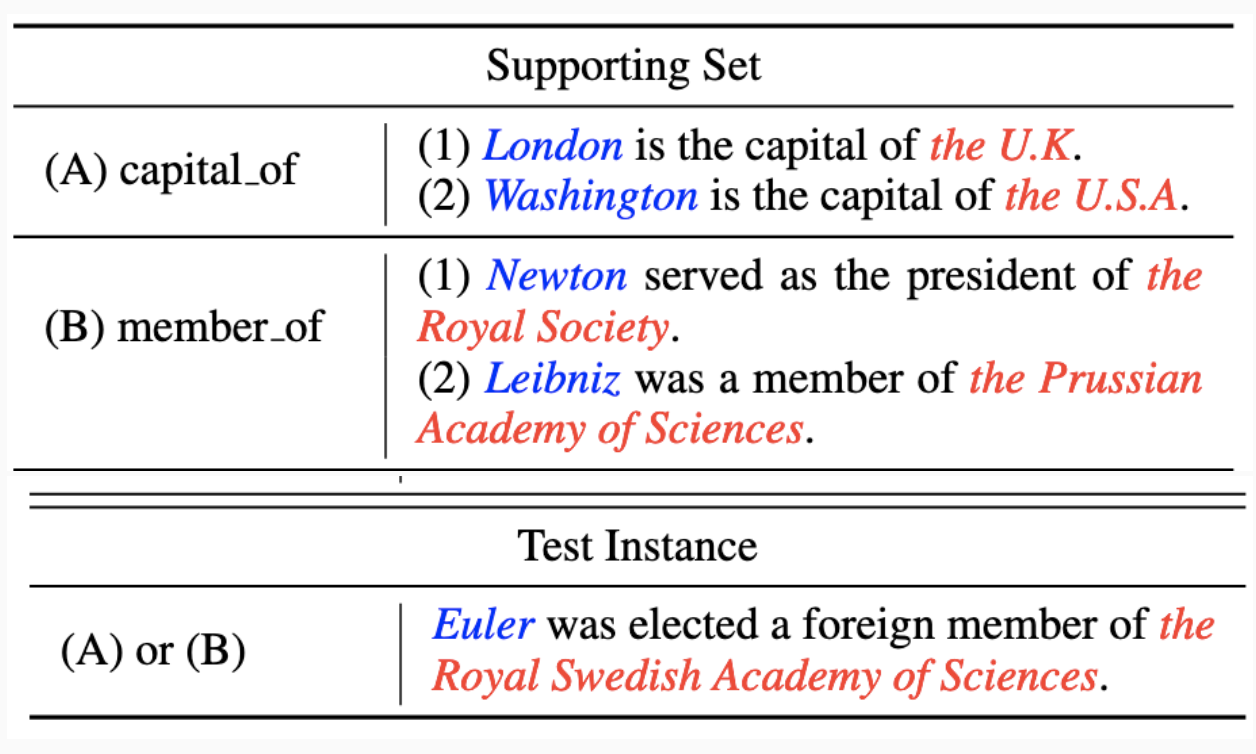 Supporting Set
(A) capital_of
(1) London is the capital of the U.K.
(2) Washington is the capital of the U.S.A.
(B) member_of
(1) Newton served as the president of the
Royal Society.
(2) Leibniz was a member of the Prussian
Academy of Sciences.
Test Instance
(A) or (B)
Euler was elected a foreign member of the
Royal Swedish Academy of Sciences.